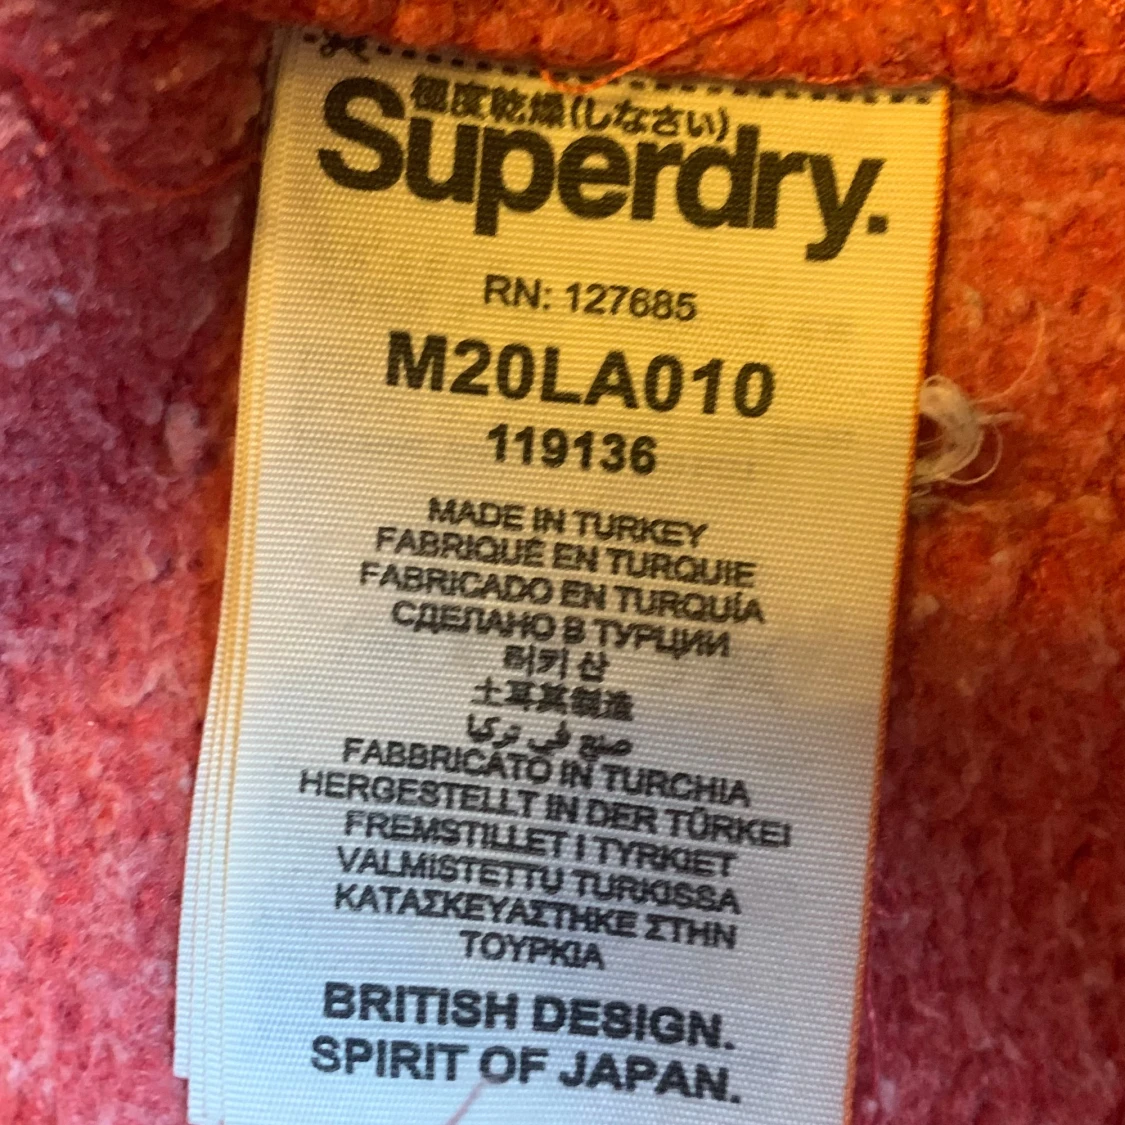 極度乾燥(しなさい)
Superdry.
RN: 127685
M20LA010
119136
MADE IN TURKEY
FABRIQUÉ EN TURQUIE
FABRICADO EN TURQUÍA
СДЕЛАНО В ТУРЦИИ
터키 산
土耳其制造
صنع في تركيا
FABBRICATO IN TURCHIA
HERGESTELLT IN DER TÜRKEI
FREMSTILLET I TYRKIET
VALMISTETTU TURKISSA
ΚΑΤΑΣΚΕΥΑΣΤΗΚΕ ΣΤΗΝ
ΤΟΥΡΚΙΑ
BRITISH DESIGN.
SPIRIT OF JAPAN.